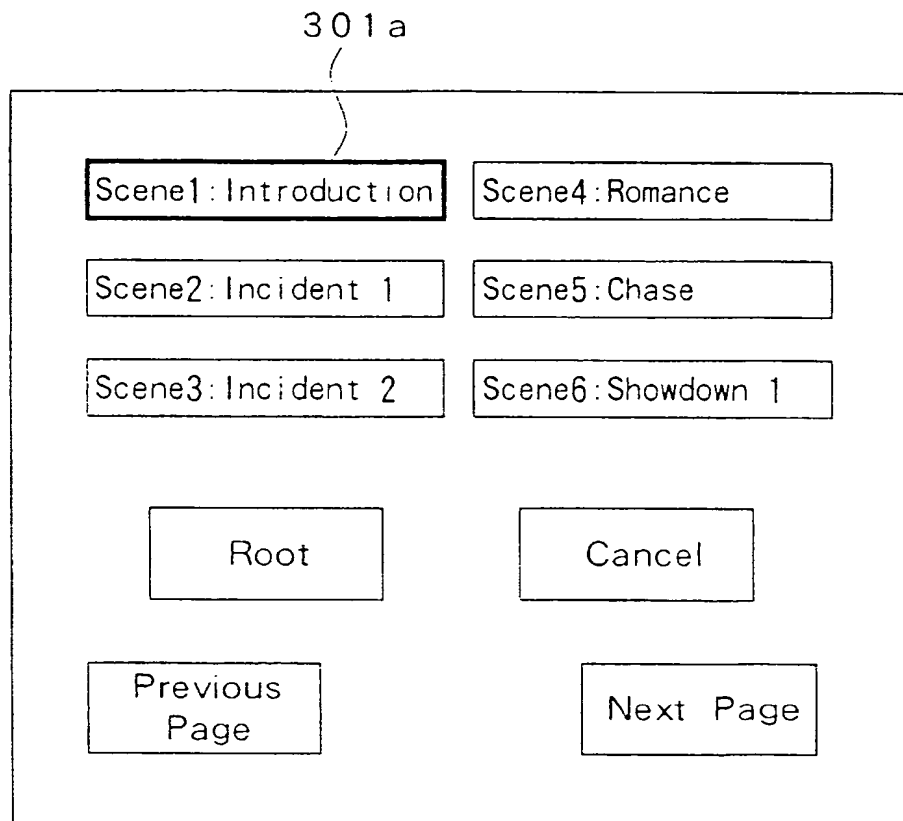 301a
Scene1:Introduction
Scene4:Romance
Scene2:Incident 1
Scene5:Chase
Scene3:Incident 2
Scene6:Showdown 1
Root
Cancel
Previous
Page
Next Page